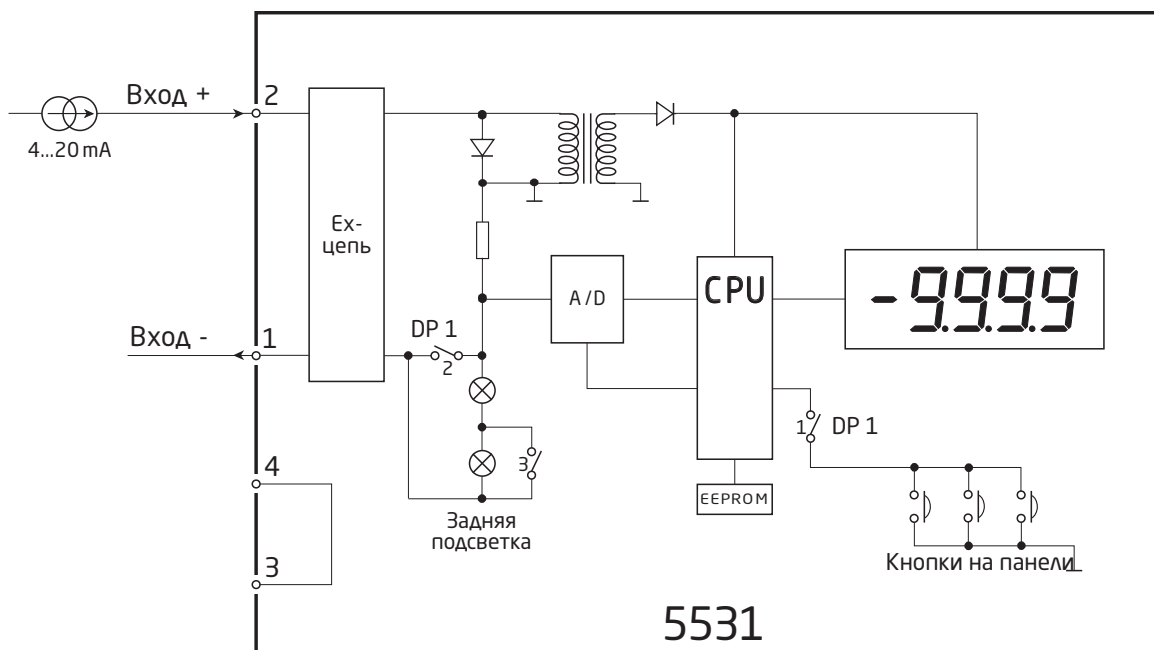 Вход +
2
4...20 mA
Ex-
цепь
A/D
CPU
-9.9.9.9
Вход -
1
DP 1
2
1
DP 1
3
4
EEPROM
Задняя
подсветка
3
Кнопки на панели
5531